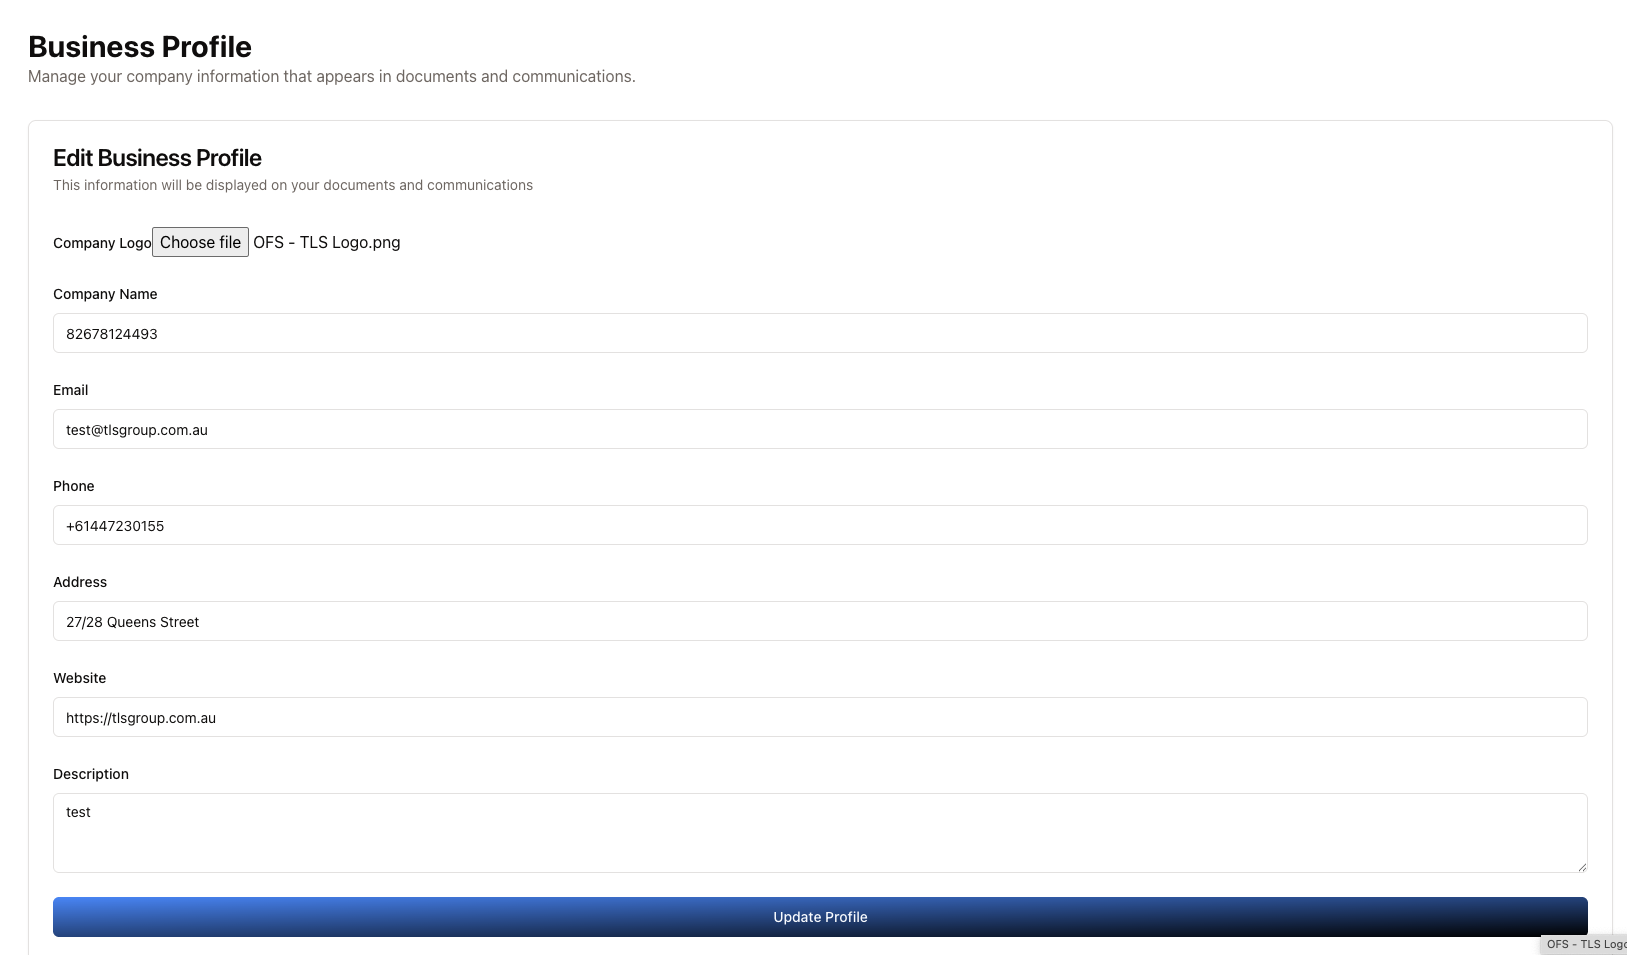 Business Profile
Manage your company information that appears in documents and communications.
Edit Business Profile
This information will be displayed on your documents and communications
Company Logo Choose file OFS - TLS Logo.png
Company Name
82678124493
Email
test@tlsgroup.com.au
Phone
+61447230155
Address
27/28 Queens Street
Website
https://tlsgroup.com.au
Description
test
Update Profile
OFS - TLS Logo